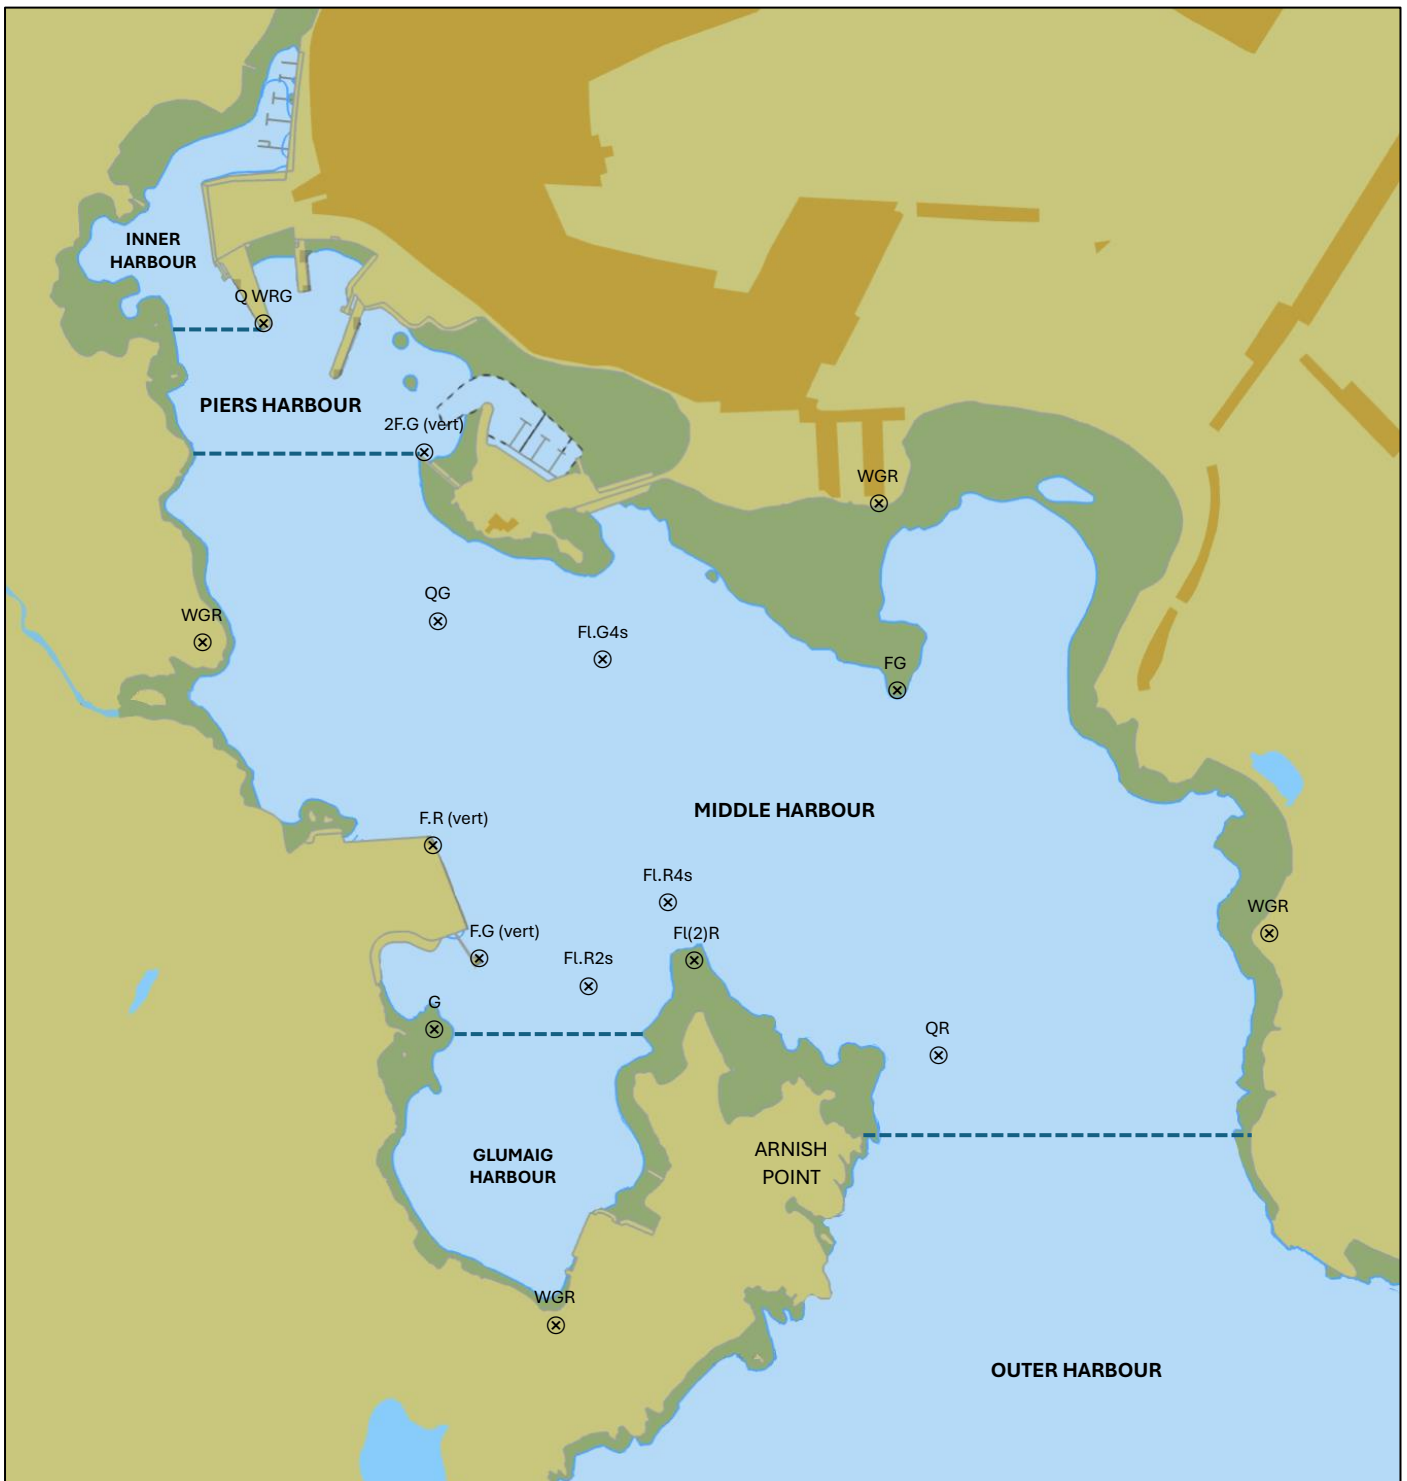 INNER
HARBOUR
Q WRG
PIERS HARBOUR
2F.G (vert)
WGR
QG
WGR
Fl.G4s
FG
MIDDLE HARBOUR
F.R (vert)
Fl.R4s
WGR
F.G (vert)
Fl(2)R
Fl.R2s
G
QR
ARNISH
POINT
GLUMAIG
HARBOUR
WGR
OUTER HARBOUR